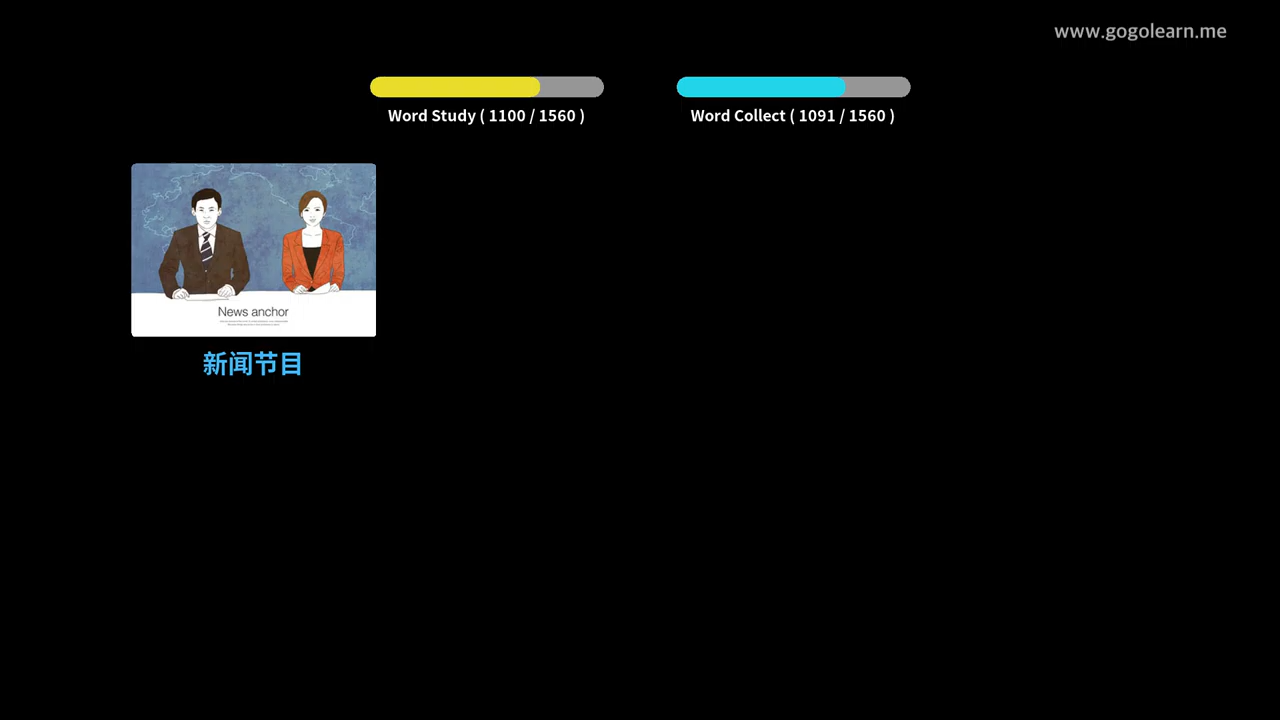 www.gogolearn.me
Word Study ( 1100 / 1560 )
Word Collect ( 1091 / 1560 )
News anchor
新闻节目